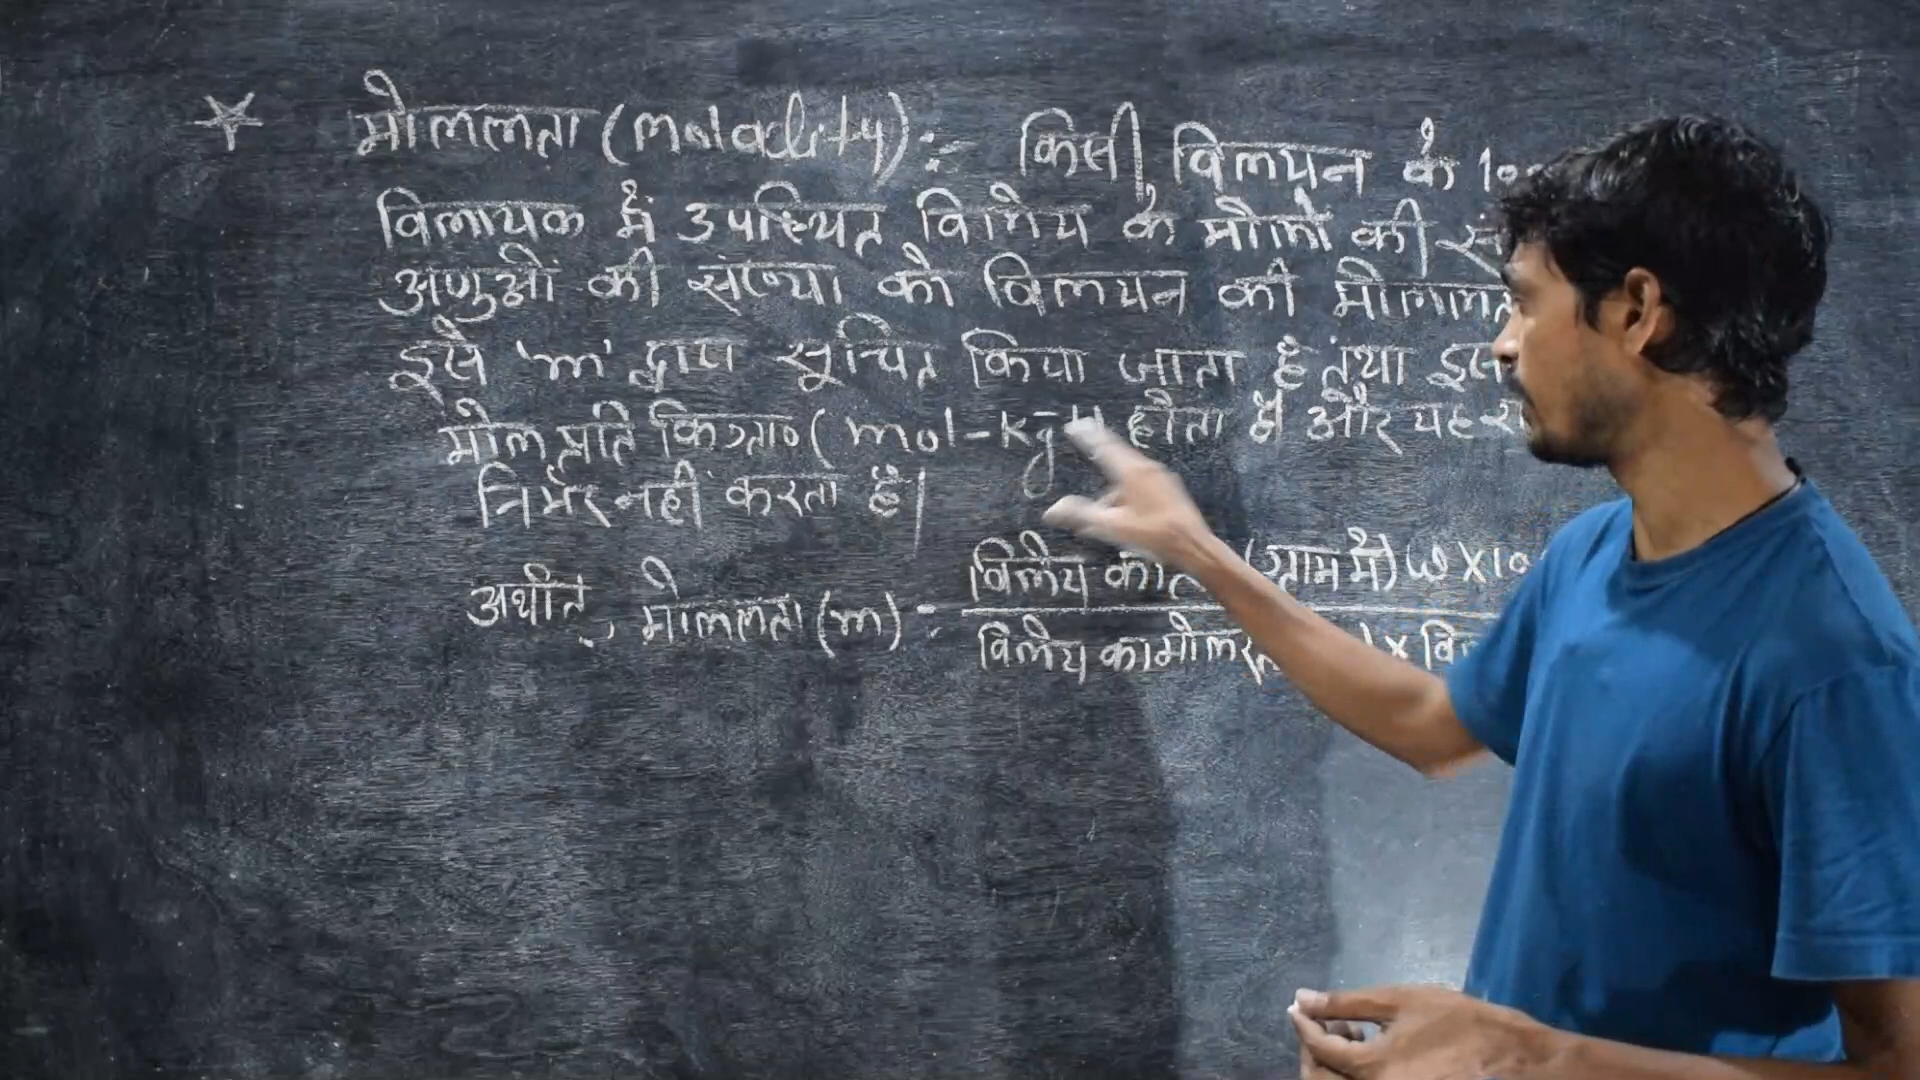 मोललता (molality):- किसी विलयन के
विलायक में उपस्थित विलेय के मोलो की
अणुओं की संख्या को विलयन की
इसे 'm' द्वारा सूचित किया जाता है तथा
मोल प्रति किग्रा० (mol-kg होता है और यह
निर्भर नहीं करता है।
अर्थात, मोललता (m) = विलेय का (ग्राम में) W X
विलेय का मोल X